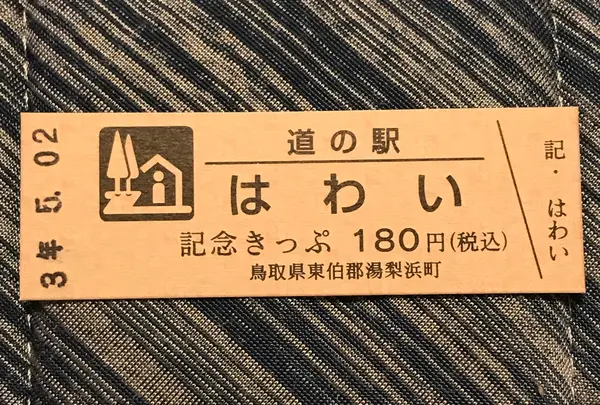 3年 5.02
道の駅
はわい
記念きっぷ 180円(税込)
鳥取県東伯郡湯梨浜町
記・はわい